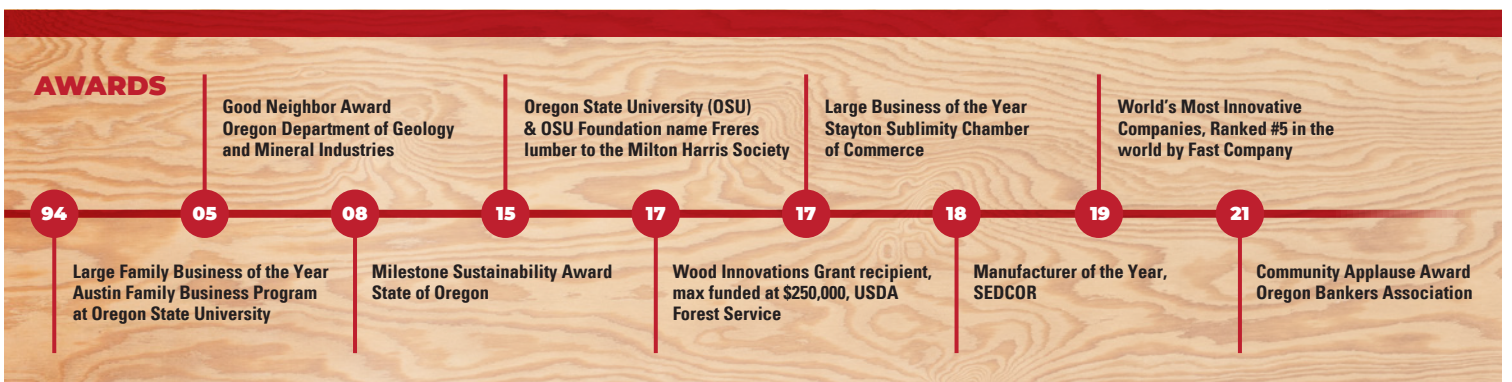 AWARDS
94
Large Family Business of the Year
Austin Family Business Program
at Oregon State University
05
Good Neighbor Award
Oregon Department of Geology
and Mineral Industries
08
Milestone Sustainability Award
State of Oregon
15
Oregon State University (OSU)
& OSU Foundation name Freres
lumber to the Milton Harris Society
17
Wood Innovations Grant recipient,
max funded at $250,000, USDA
Forest Service
17
Large Business of the Year
Stayton Sublimity Chamber
of Commerce
18
Manufacturer of the Year,
SEDCOR
19
World's Most Innovative
Companies, Ranked #5 in the
world by Fast Company
21
Community Applause Award
Oregon Bankers Association